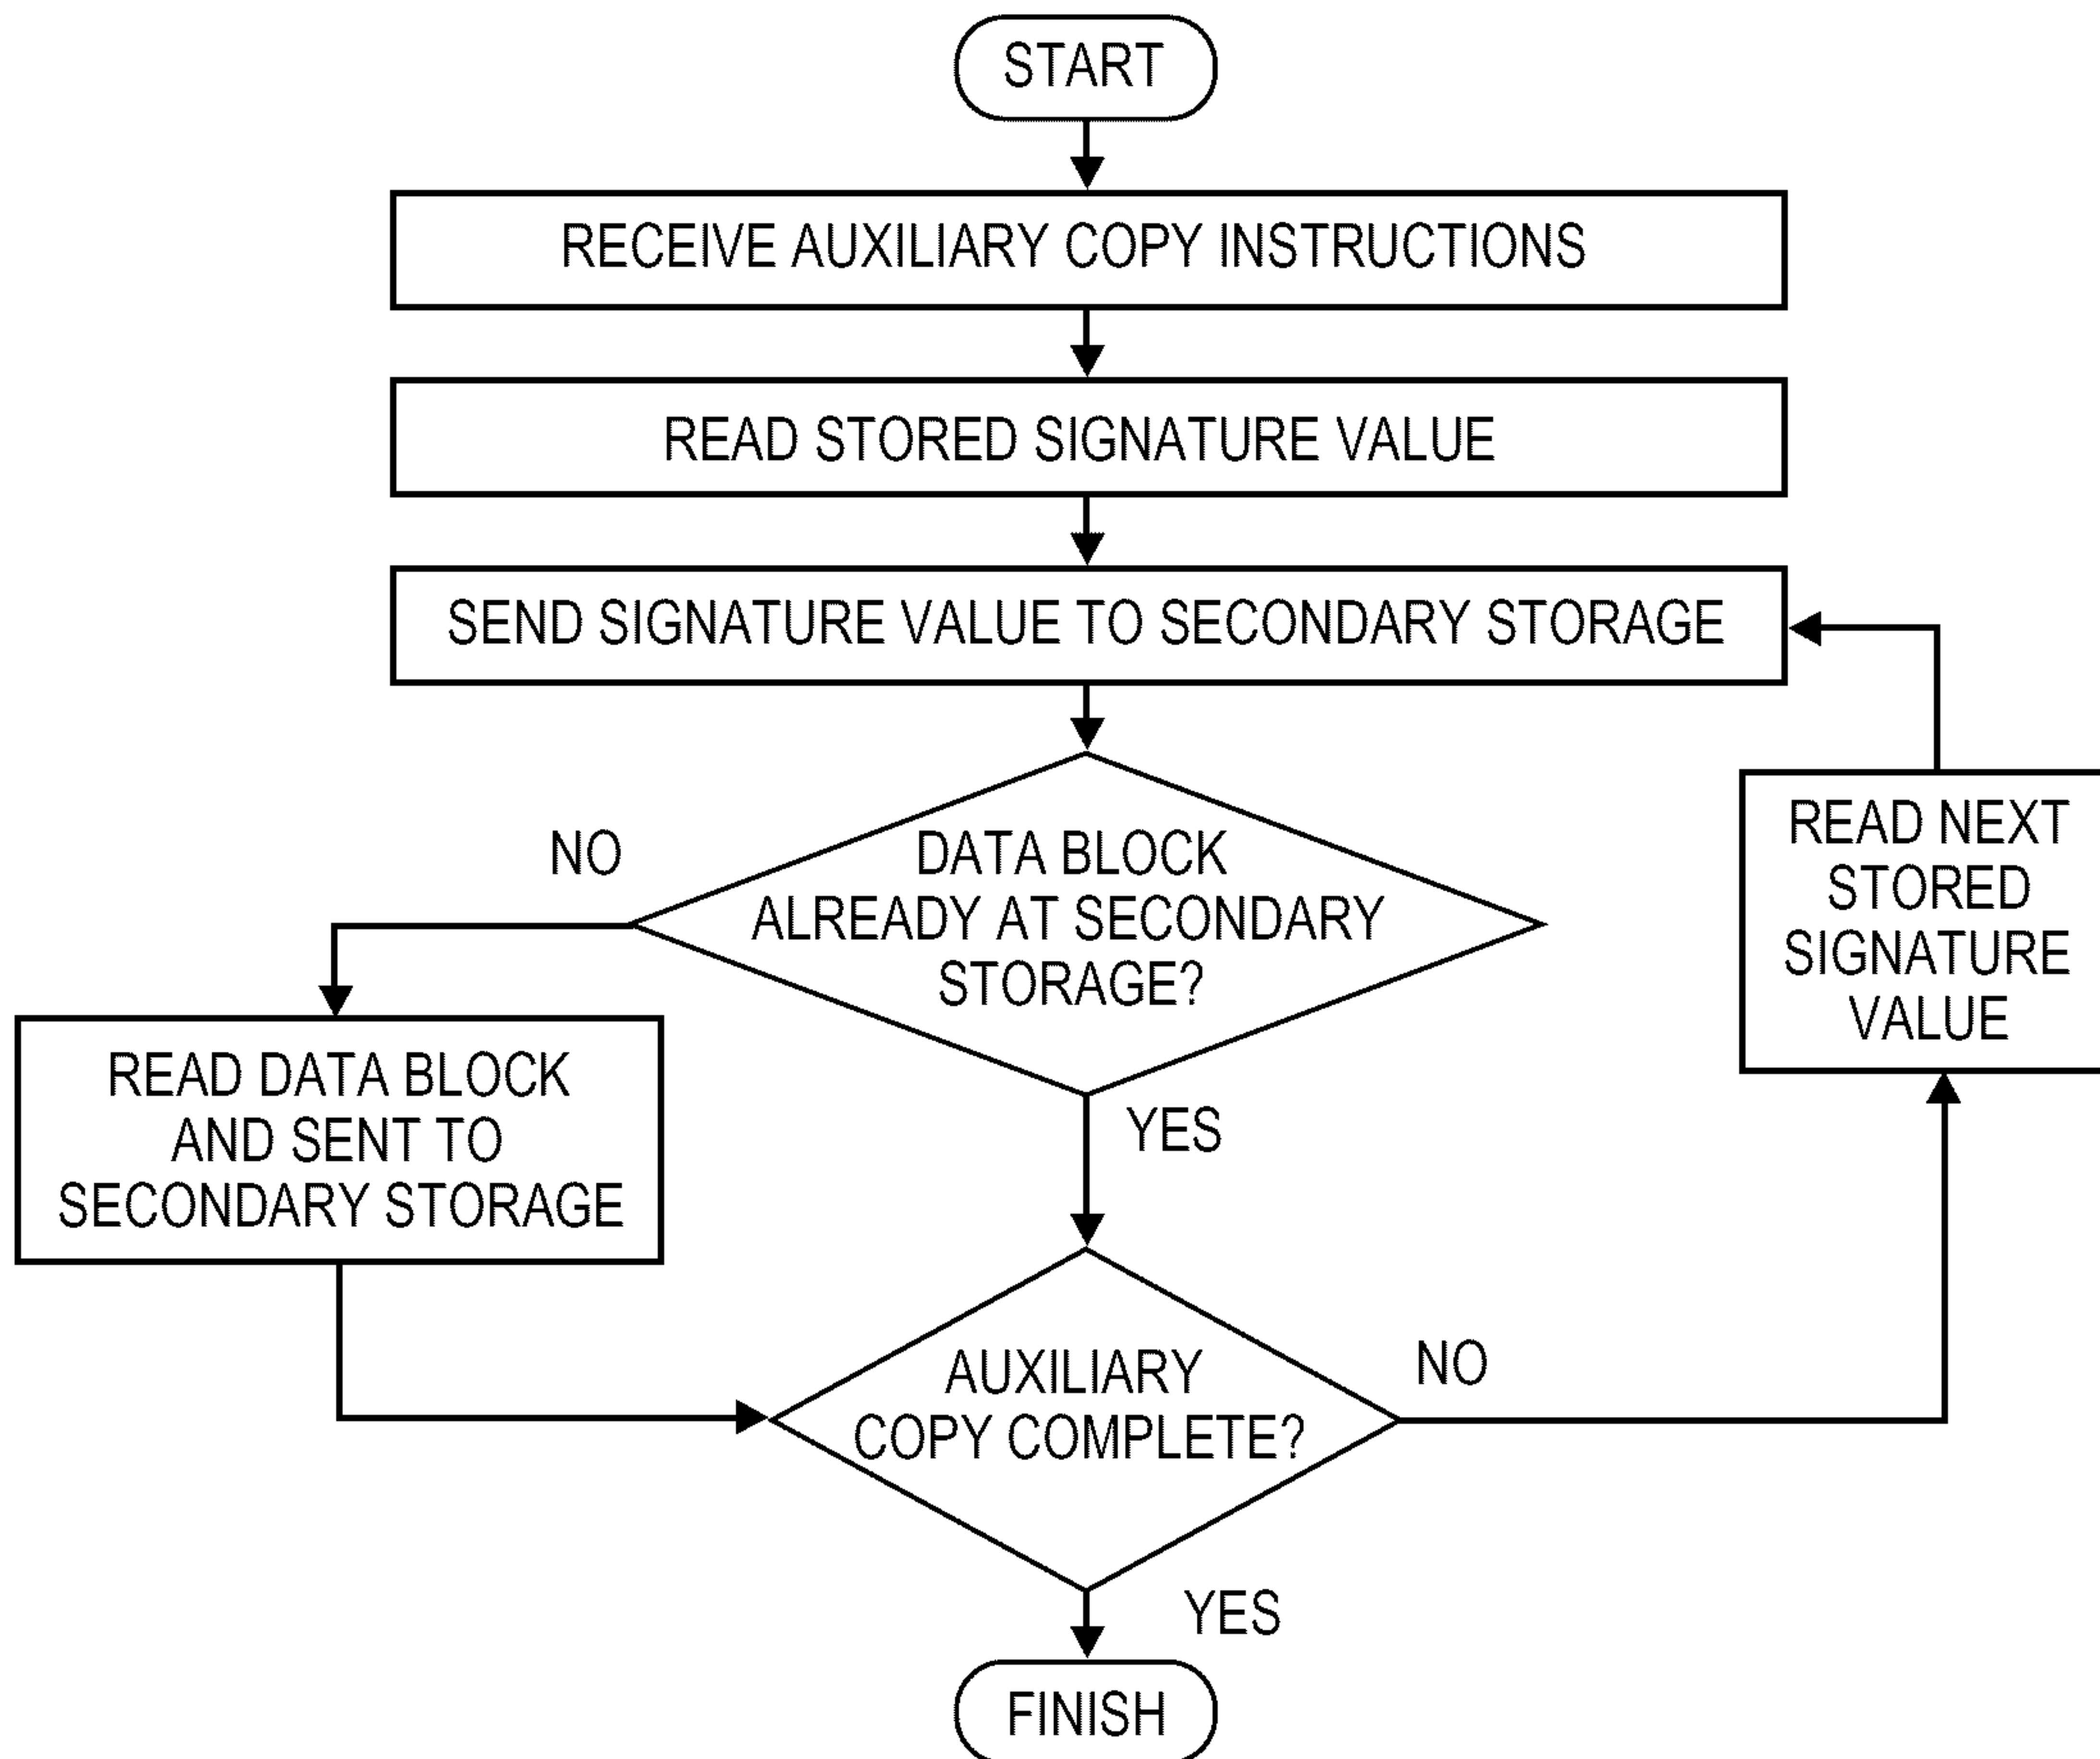 START
RECEIVE AUXILIARY COPY INSTRUCTIONS
READ STORED SIGNATURE VALUE
SEND SIGNATURE VALUE TO SECONDARY STORAGE
NO
DATA BLOCK
ALREADY AT SECONDARY
STORAGE?
READ NEXT
STORED
SIGNATURE
VALUE
READ DATA BLOCK
AND SENT TO
SECONDARY STORAGE
YES
AUXILIARY
COPY COMPLETE?
NO
YES
FINISH